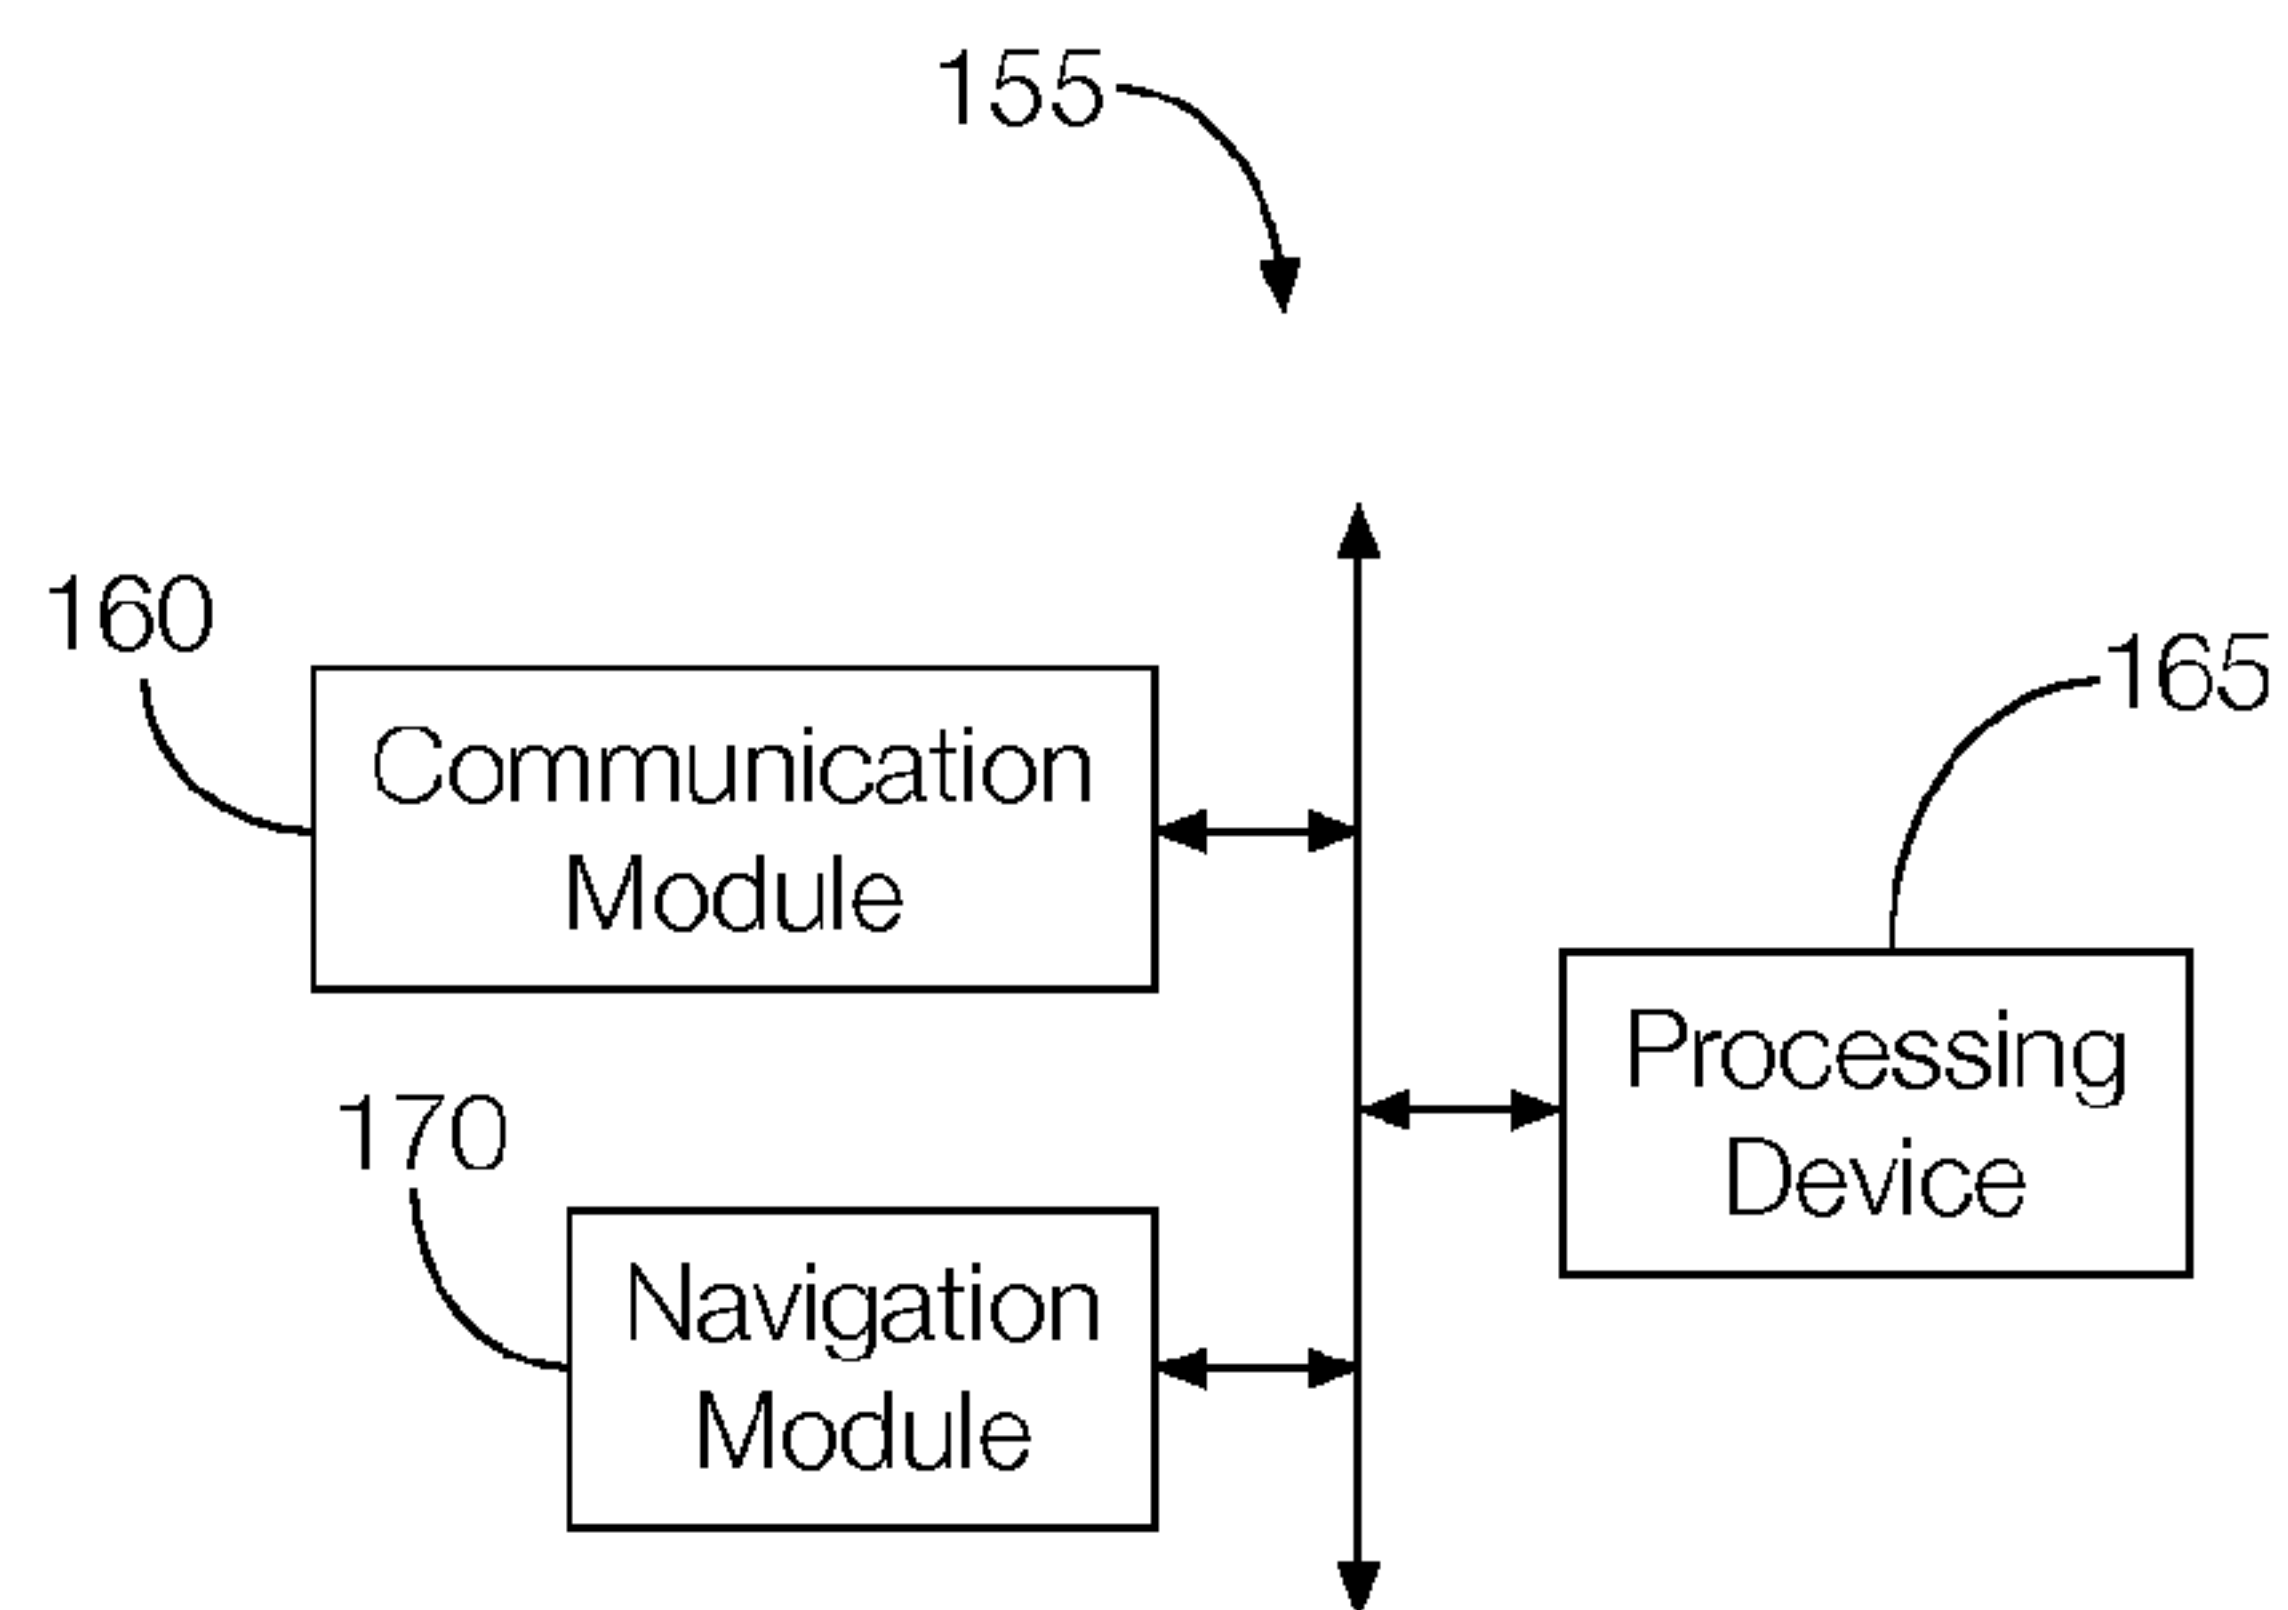 155
160
Communication
Module
165
Processing
Device
170
Navigation
Module